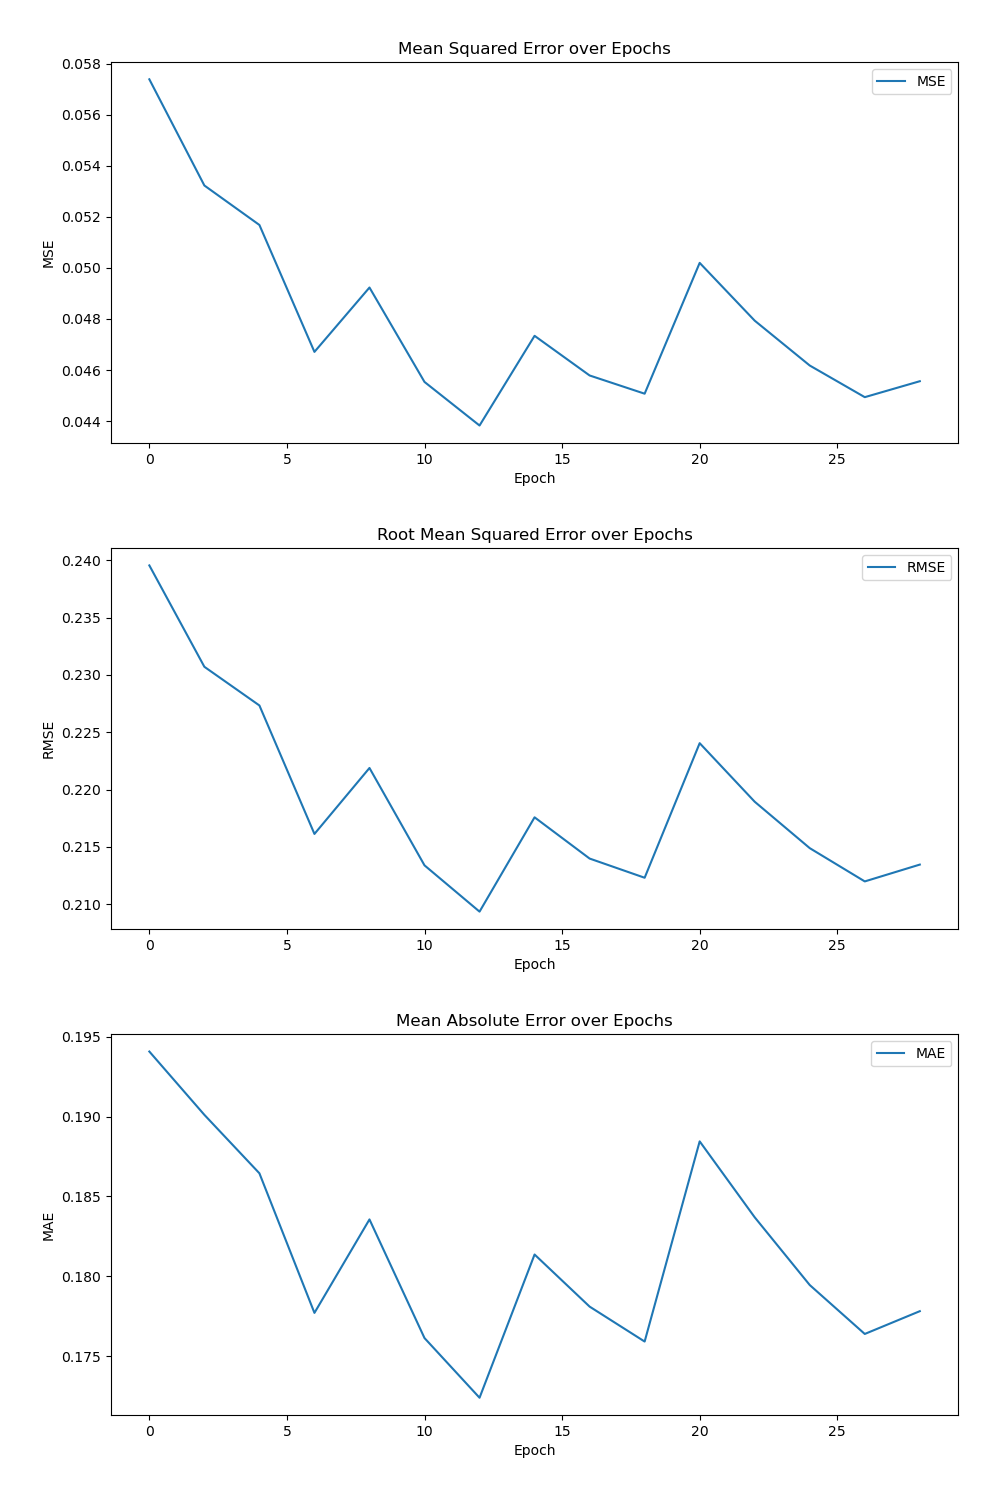 Mean Squared Error over Epochs
MSE
0.058
0.056
0.054
0.052
0.050
0.048
0.046
0.044
MSE
0 5 10 15 20 25
Epoch
Root Mean Squared Error over Epochs
RMSE
0.240
0.235
0.230
0.225
0.220
0.215
0.210
RMSE
0 5 10 15 20 25
Epoch
Mean Absolute Error over Epochs
MAE
0.195
0.190
0.185
0.180
0.175
MAE
0 5 10 15 20 25
Epoch